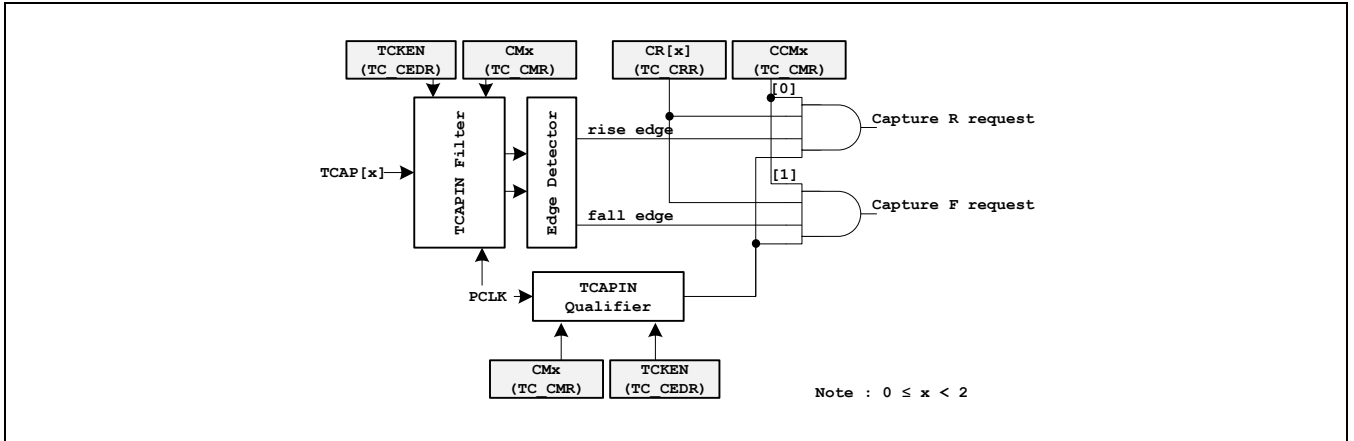 TCKEN
(TC_CEDR)
CMx
(TC_CMR)
CR[x]
(TC_CRR)
CCMx
(TC_CMR)
[0]
Capture R request
rise edge
TCAP[x]
TCAPIN Filter
Edge Detector
[1]
Capture F request
fall edge
PCLK
TCAPIN
Qualifier
CMx
(TC_CMR)
TCKEN
(TC_CEDR)
Note : 0 ≤ x < 2